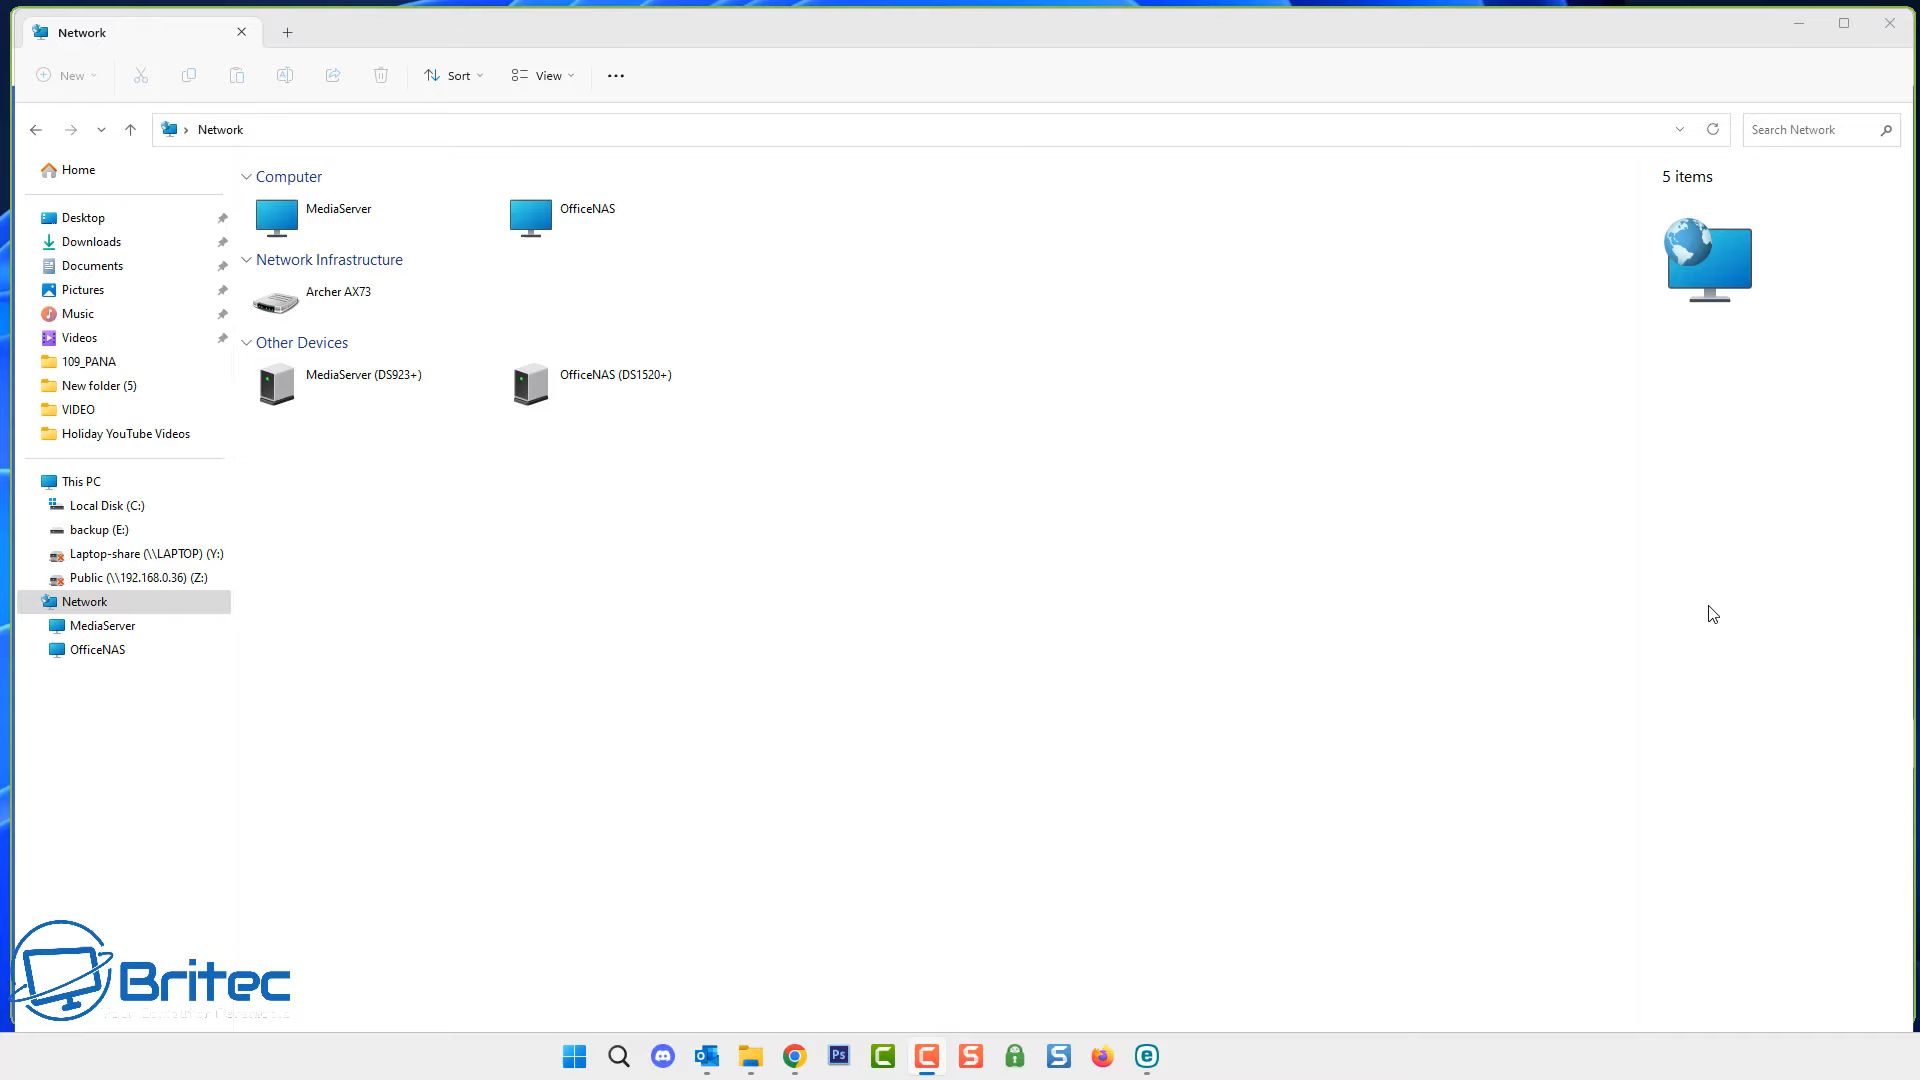 Network
New
Sort
View
Network
Search Network
Home
Desktop
Downloads
Documents
Pictures
Music
Videos
109_PANA
New folder (5)
VIDEO
Holiday YouTube Videos
This PC
Local Disk (C:)
backup (E:)
Laptop-share (\\LAPTOP) (Y:)
Public (\\192.168.0.36) (Z:)
Network
MediaServer
OfficeNAS
Computer
MediaServer
OfficeNAS
Network Infrastructure
Archer AX73
Other Devices
MediaServer (DS923+)
OfficeNAS (DS1520+)
5 items
Britec
Ps